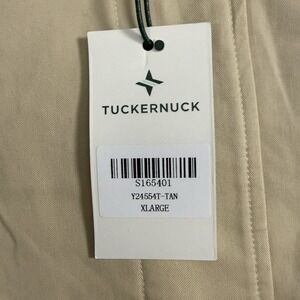 TUCKERNUCK
S165401
Y24554T-TAN
XLARGE